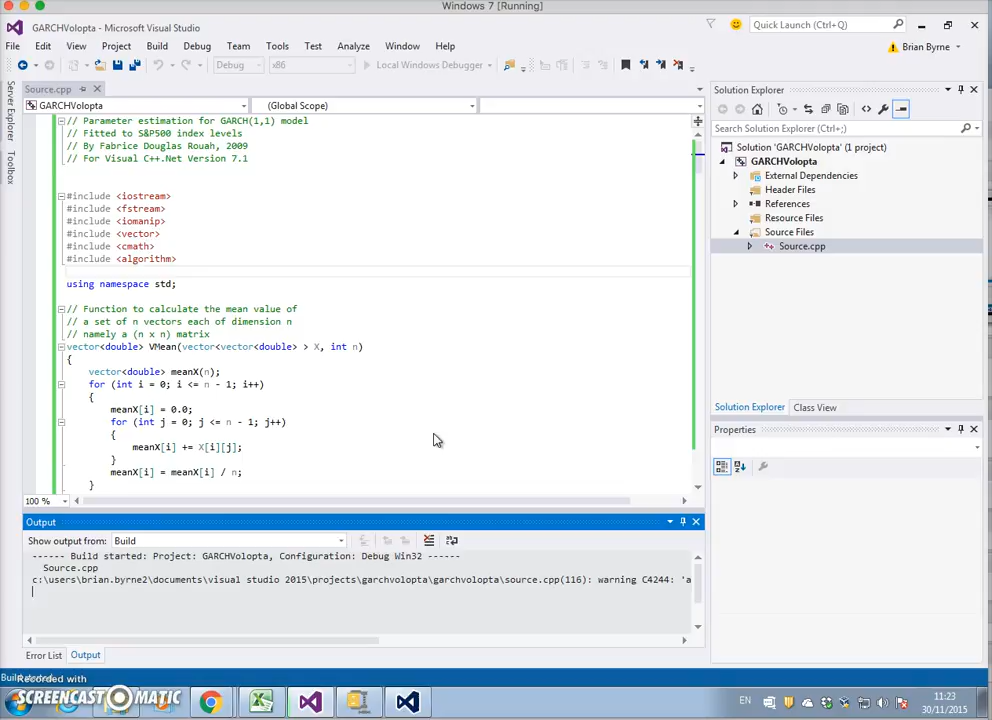 Windows 7 [Running]
GARCHVolopta - Microsoft Visual Studio
Quick Launch (Ctrl+Q)
File Edit View Project Build Debug Team Tools Test Analyze Window Help
Brian Byrne
Debug x86 Local Windows Debugger
Server Explorer
Toolbox
Source.cpp
GARCHVolopta (Global Scope)
// Parameter estimation for GARCH(1,1) model
// Fitted to S&P500 index levels
// By Fabrice Douglas Rouah, 2009
// For Visual C++.Net Version 7.1
#include <iostream>
#include <fstream>
#include <iomanip>
#include <vector>
#include <cmath>
#include <algorithm>
using namespace std;
// Function to calculate the mean value of
// a set of n vectors each of dimension n
// namely a (n x n) matrix
vector<double> VMean(vector<vector<double> > X, int n)
{
vector<double> meanX(n);
for (int i = 0; i <= n - 1; i++)
{
meanX[i] = 0.0;
for (int j = 0; j <= n - 1; j++)
{
meanX[i] += X[i][j];
}
meanX[i] = meanX[i] / n;
}
100 %
Output
Show output from: Build
------ Build started: Project: GARCHVolopta, Configuration: Debug Win32 ------
Source.cpp
c:\users\brian.byrne2\documents\visual studio 2015\projects\garchvolopta\garchvolopta\source.cpp(116): warning C4244: 'a
Error List Output
Solution Explorer
Search Solution Explorer (Ctrl+;)
Solution 'GARCHVolopta' (1 project)
GARCHVolopta
External Dependencies
Header Files
References
Resource Files
Source Files
Source.cpp
Solution Explorer Class View
Properties
Recorded with
SCREENCAST MATIC
EN
11:23
30/11/2015